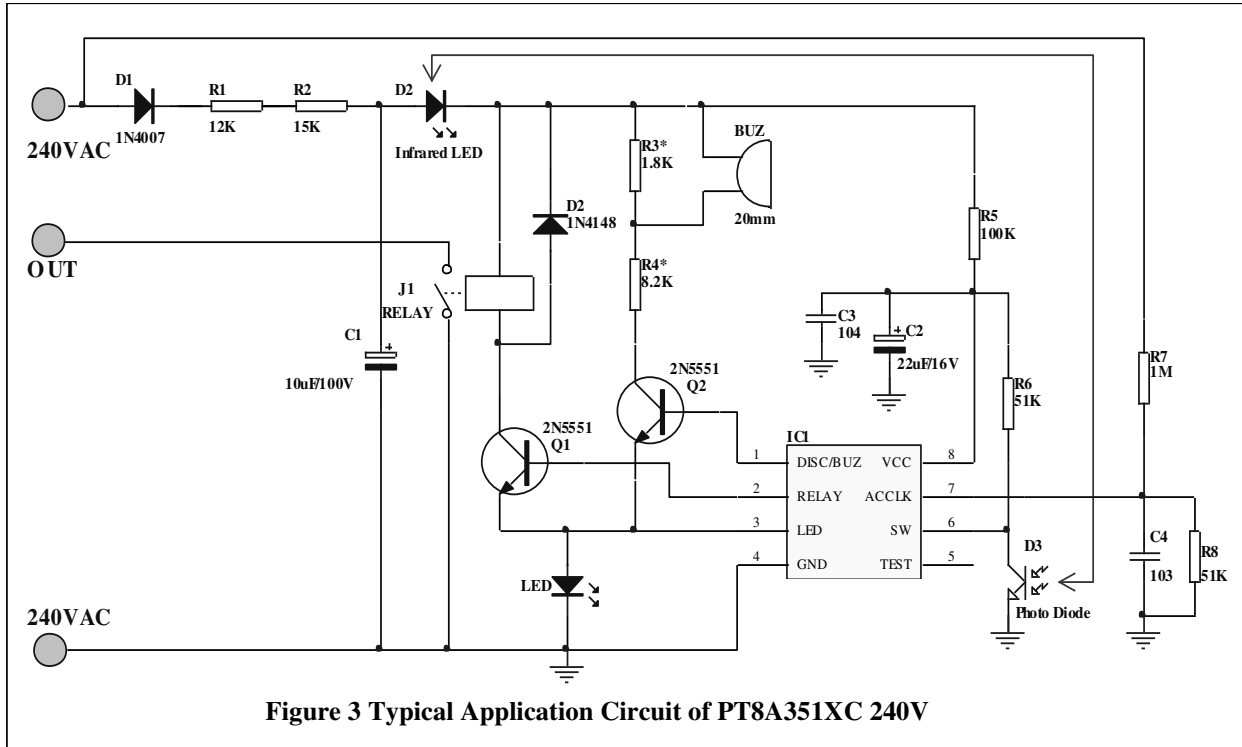 D1
1N4007
R1
12K
R2
15K
D2
Infrared LED
240VAC
OUT
J1
RELAY
C1
+
10uF/100V
D2
1N4148
R3*
1.8K
BUZ
20mm
R4*
8.2K
R5
100K
C3
104
+
C2
22uF/16V
R6
51K
R7
1M
2N5551
Q2
2N5551
Q1
IC1
1 DISC/BUZ VCC 8
2 RELAY ACCLK 7
3 LED SW 6
4 GND TEST 5
LED
D3
Photo Diode
C4
103
R8
51K
240VAC
Figure 3 Typical Application Circuit of PT8A351XC 240V